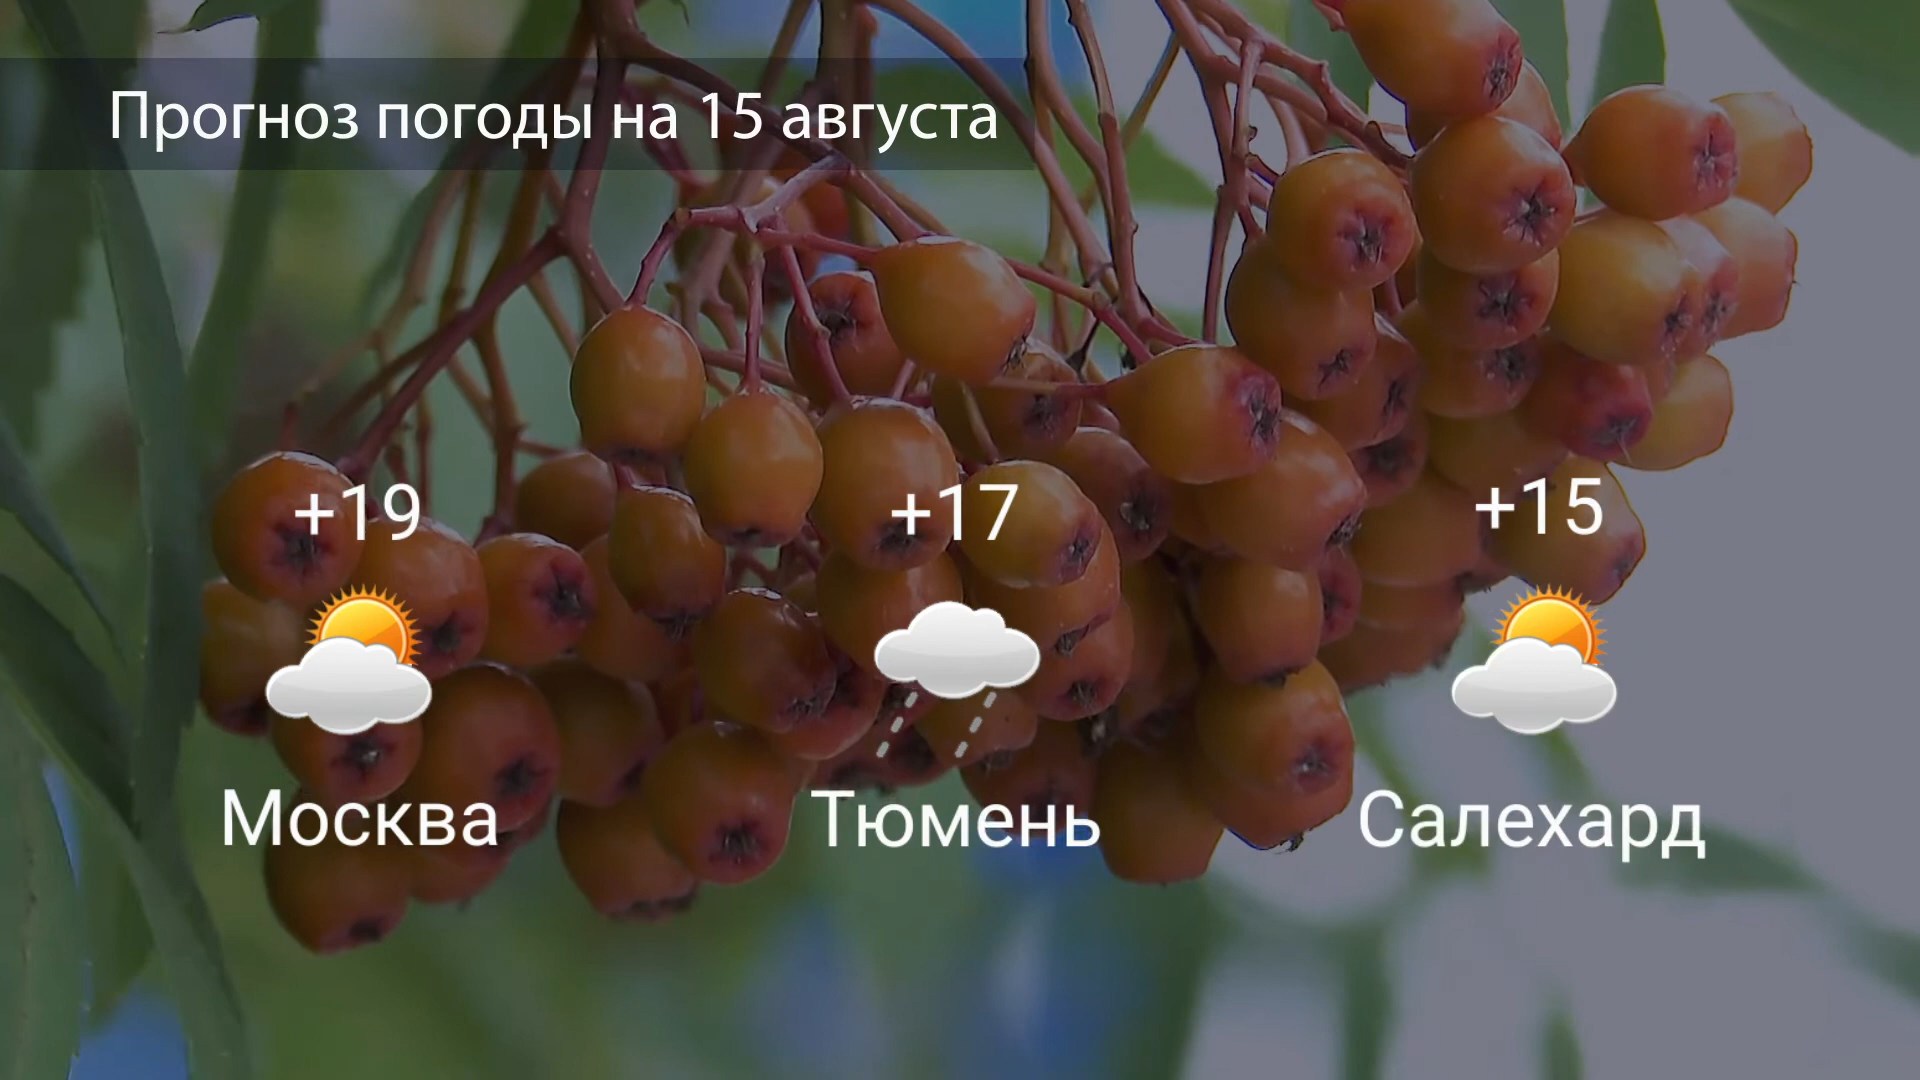 Прогноз погоды на 15 августа
+19
+17
+15
Москва
Тюмень
Салехард